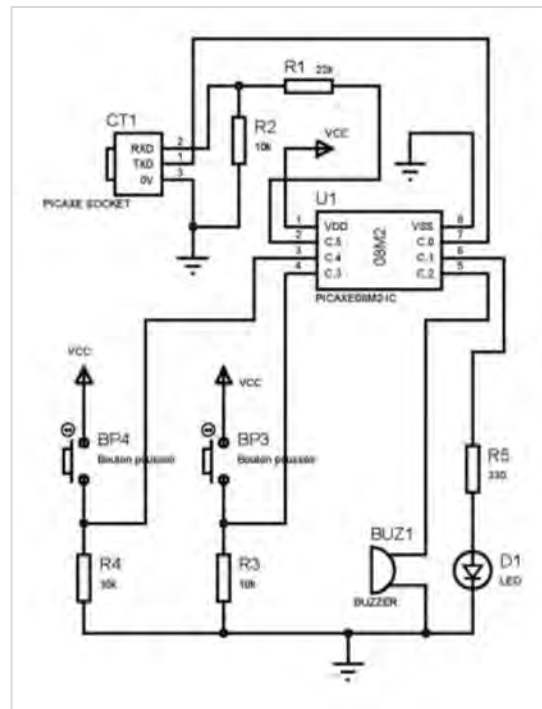 R1 22k
CT1
R2
10k
VCC
RXD 2
TXD 1
0V 3
PICAXE SOCKET
U1
1 VDD VSS 8
2 C.5 C.0 7
3 C.4 C.1 6
4 C.3 C.2 5
08M2
PICAXE08M2-IC
VCC
VCC
BP4
Bouton poussoir
BP3
Bouton poussoir
R5
330
R4
10k
R3
10k
BUZ1
BUZZER
D1
LED